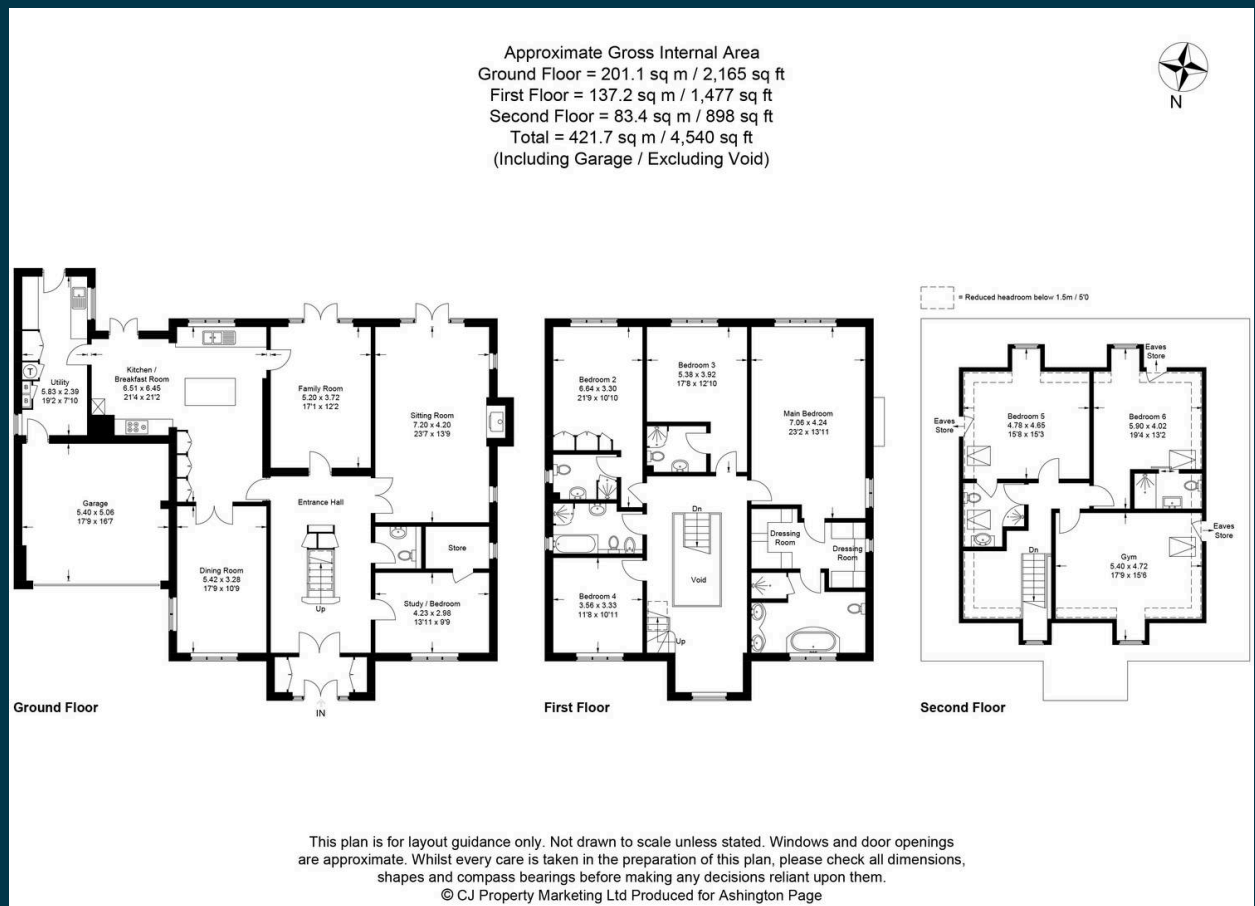 Approximate Gross Internal Area
Ground Floor = 201.1 sq m / 2,165 sq ft
First Floor = 137.2 sq m / 1,477 sq ft
Second Floor = 83.4 sq m / 898 sq ft
Total = 421.7 sq m / 4,540 sq ft
(Including Garage / Excluding Void)
N
T
Utility
5.83 x 2.39
19'2 x 7'10
Kitchen /
Breakfast Room
6.51 x 6.45
21'4 x 21'2
Family Room
5.20 x 3.72
17'1 x 12'2
Sitting Room
7.20 x 4.20
23'7 x 13'9
Garage
5.40 x 5.06
17'9 x 16'7
Entrance Hall
Store
Dining Room
5.42 x 3.28
17'9 x 10'9
Up
Study / Bedroom
4.23 x 2.98
13'11 x 9'9
IN
Ground Floor
Bedroom 2
6.64 x 3.30
21'9 x 10'10
Bedroom 3
5.38 x 3.92
17'8 x 12'10
Main Bedroom
7.06 x 4.24
23'2 x 13'11
Dn
Void
Dressing
Room
Dressing
Room
Bedroom 4
3.56 x 3.33
11'8 x 10'11
Up
First Floor
= Reduced headroom below 1.5m / 5'0
Eaves
Store
Eaves
Store
Bedroom 5
4.78 x 4.65
15'8 x 15'3
Bedroom 6
5.90 x 4.02
19'4 x 13'2
Eaves
Store
Dn
Gym
5.40 x 4.72
17'9 x 15'6
Second Floor
This plan is for layout guidance only. Not drawn to scale unless stated. Windows and door openings
are approximate. Whilst every care is taken in the preparation of this plan, please check all dimensions,
shapes and compass bearings before making any decisions reliant upon them.
© CJ Property Marketing Ltd Produced for Ashington Page